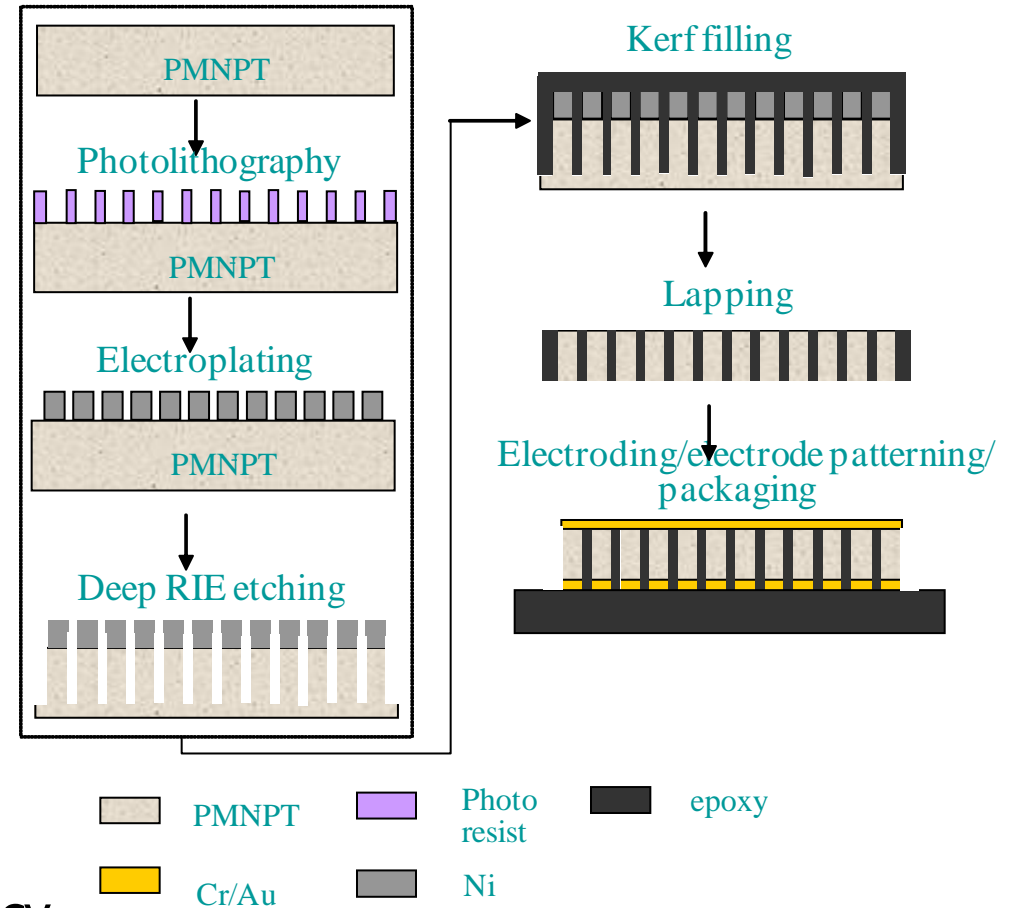 PMNPT
Photolithography
PMNPT
Electroplating
PMNPT
Deep RIE etching
Kerf filling
Lapping
Electroding/electrode patterning/
packaging
PMNPT
Photo
resist
epoxy
Cr/Au
Ni